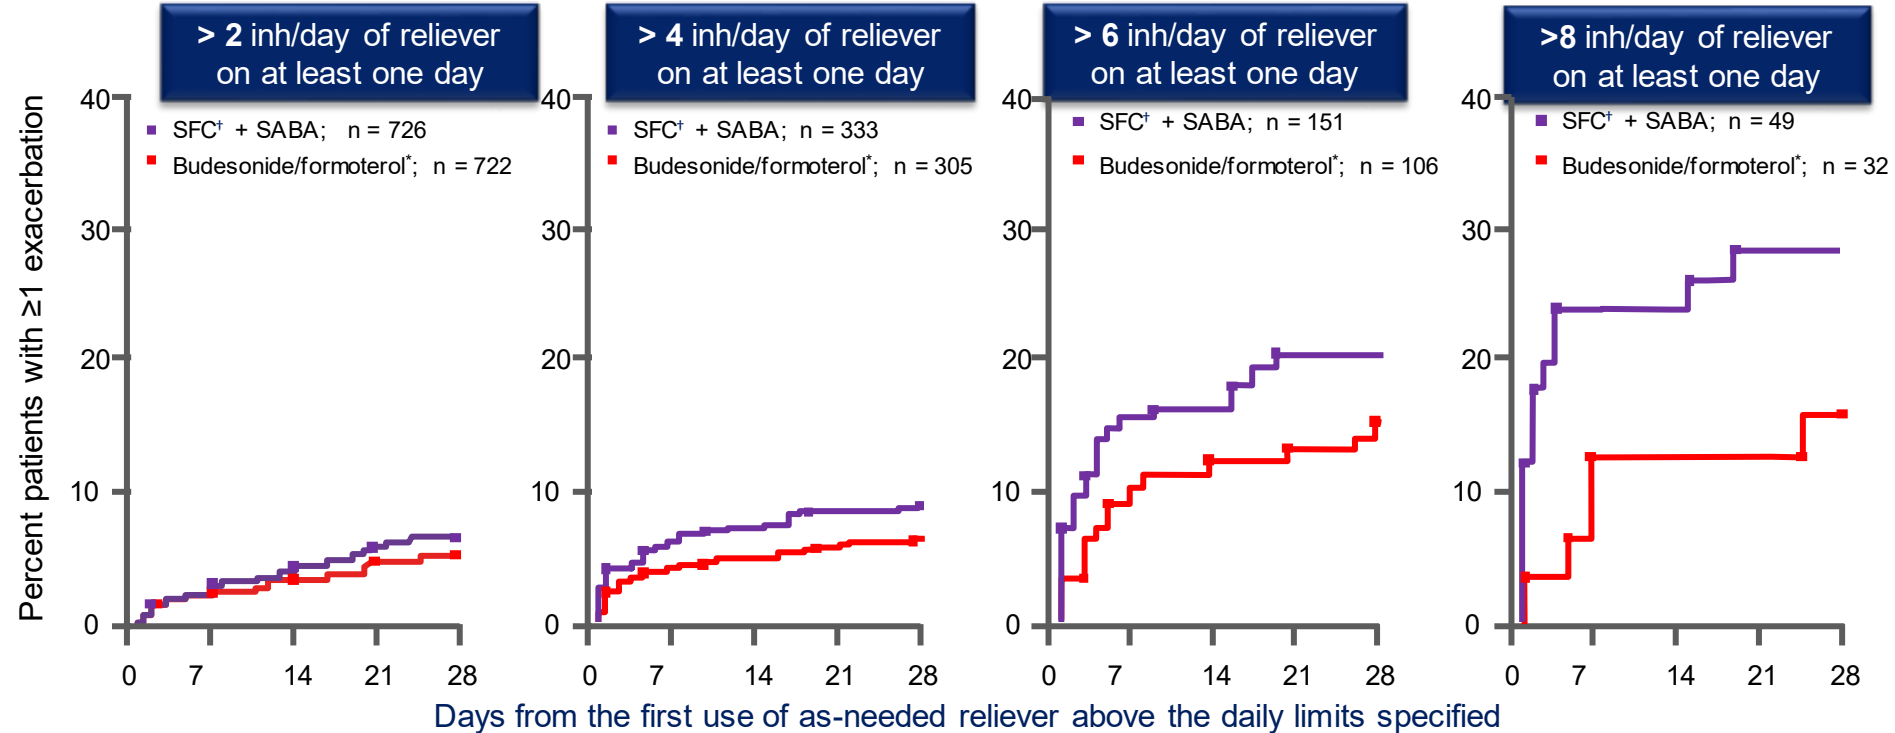 > 2 inh/day of reliever
on at least one day
> 4 inh/day of reliever
on at least one day
> 6 inh/day of reliever
on at least one day
>8 inh/day of reliever
on at least one day
Percent patients with ≥1 exacerbation
40
30
20
10
0
SFC† + SABA; n = 726
Budesonide/formoterol*; n = 722
0 7 14 21 28
40
30
20
10
0
SFC† + SABA; n = 333
Budesonide/formoterol*; n = 305
0 7 14 21 28
40
30
20
10
0
SFC† + SABA; n = 151
Budesonide/formoterol*; n = 106
0 7 14 21 28
40
30
20
10
0
SFC† + SABA; n = 49
Budesonide/formoterol*; n = 32
0 7 14 21 28
Days from the first use of as-needed reliever above the daily limits specified